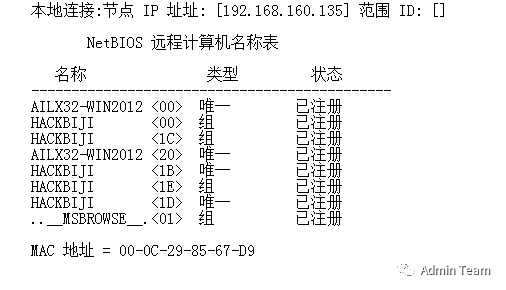 本地连接:节点 IP 址址: [192.168.160.135] 范围 ID: []
NetBIOS 远程计算机名称表
名称 类型 状态
---------------------------------------------
AILX32-WIN2012 <00> 唯一 已注册
HACKBIJI <00> 组 已注册
HACKBIJI <1C> 组 已注册
AILX32-WIN2012 <20> 唯一 已注册
HACKBIJI <1B> 唯一 已注册
HACKBIJI <1E> 组 已注册
HACKBIJI <1D> 唯一 已注册
..__MSBROWSE__.<01> 组 已注册
MAC 地址 = 00-0C-29-85-67-D9
Admin Team